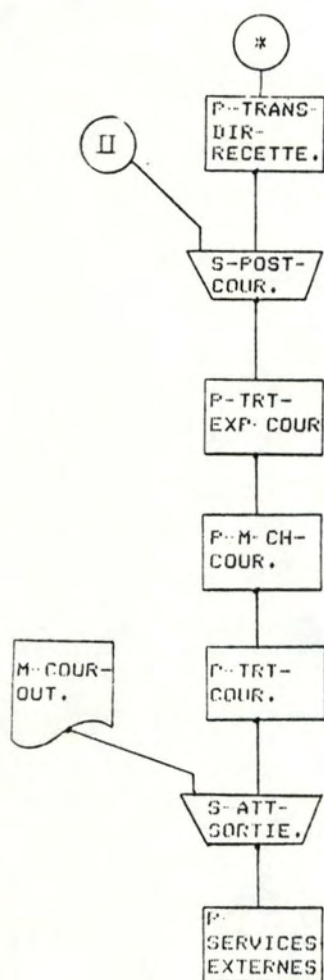 *
P-TRANS-
DIR-
RECETTE.
II
S-POST-
COUR.
P-TRT-
EXP-COUR
P-M-CH-
COUR.
M-COUR-
OUT.
P-TRT-
COUR.
S-ATT-
SORTIE.
P-
SERVICES
EXTERNES